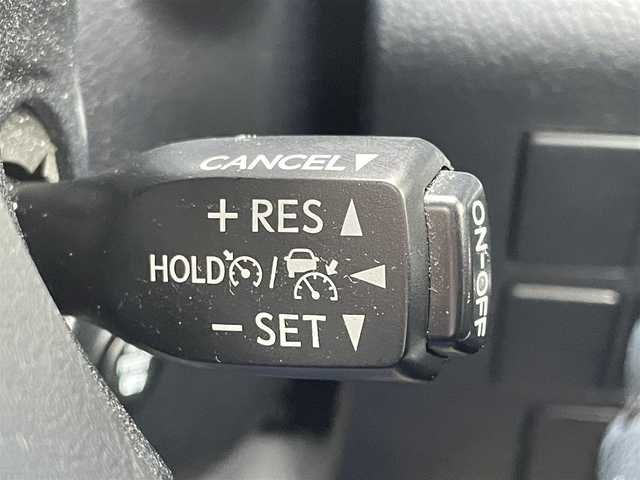 CANCEL▼
+ RES ▲
HOLD / ◀
− SET ▼
ON-OFF